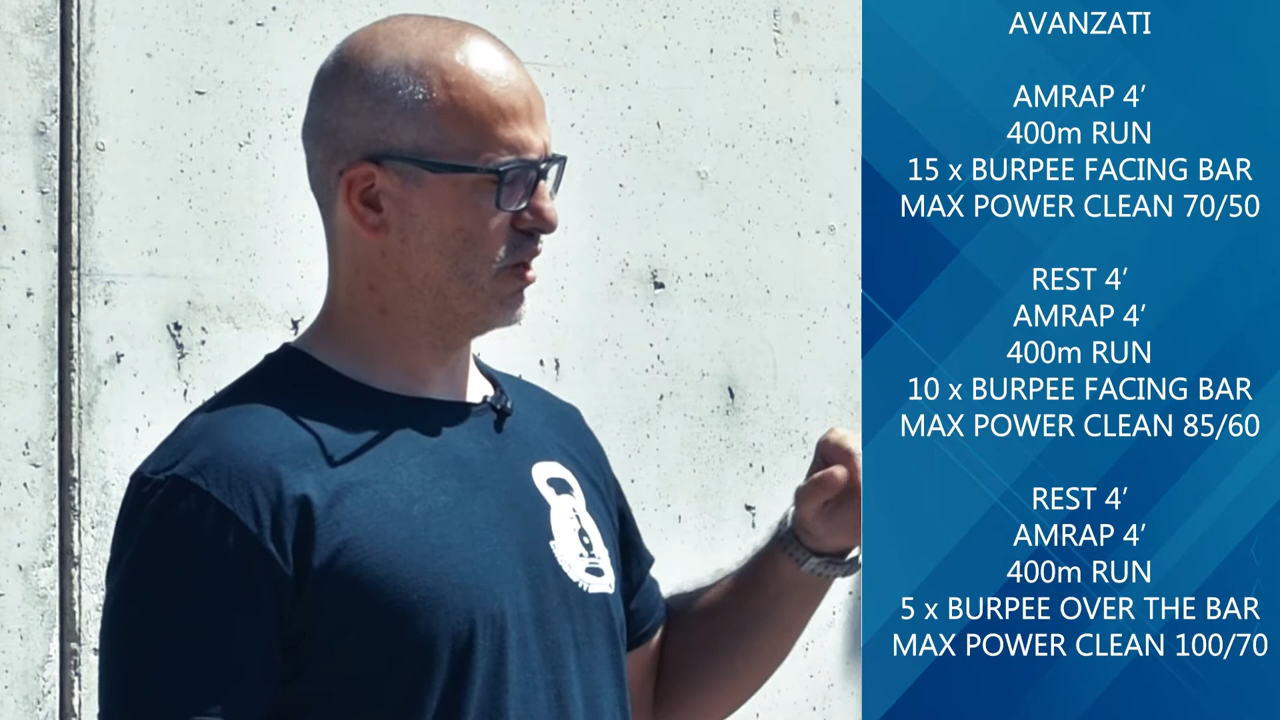 AVANZATI
AMRAP 4’
400m RUN
15 x BURPEE FACING BAR
MAX POWER CLEAN 70/50
REST 4’
AMRAP 4’
400m RUN
10 x BURPEE FACING BAR
MAX POWER CLEAN 85/60
REST 4’
AMRAP 4’
400m RUN
5 x BURPEE OVER THE BAR
MAX POWER CLEAN 100/70